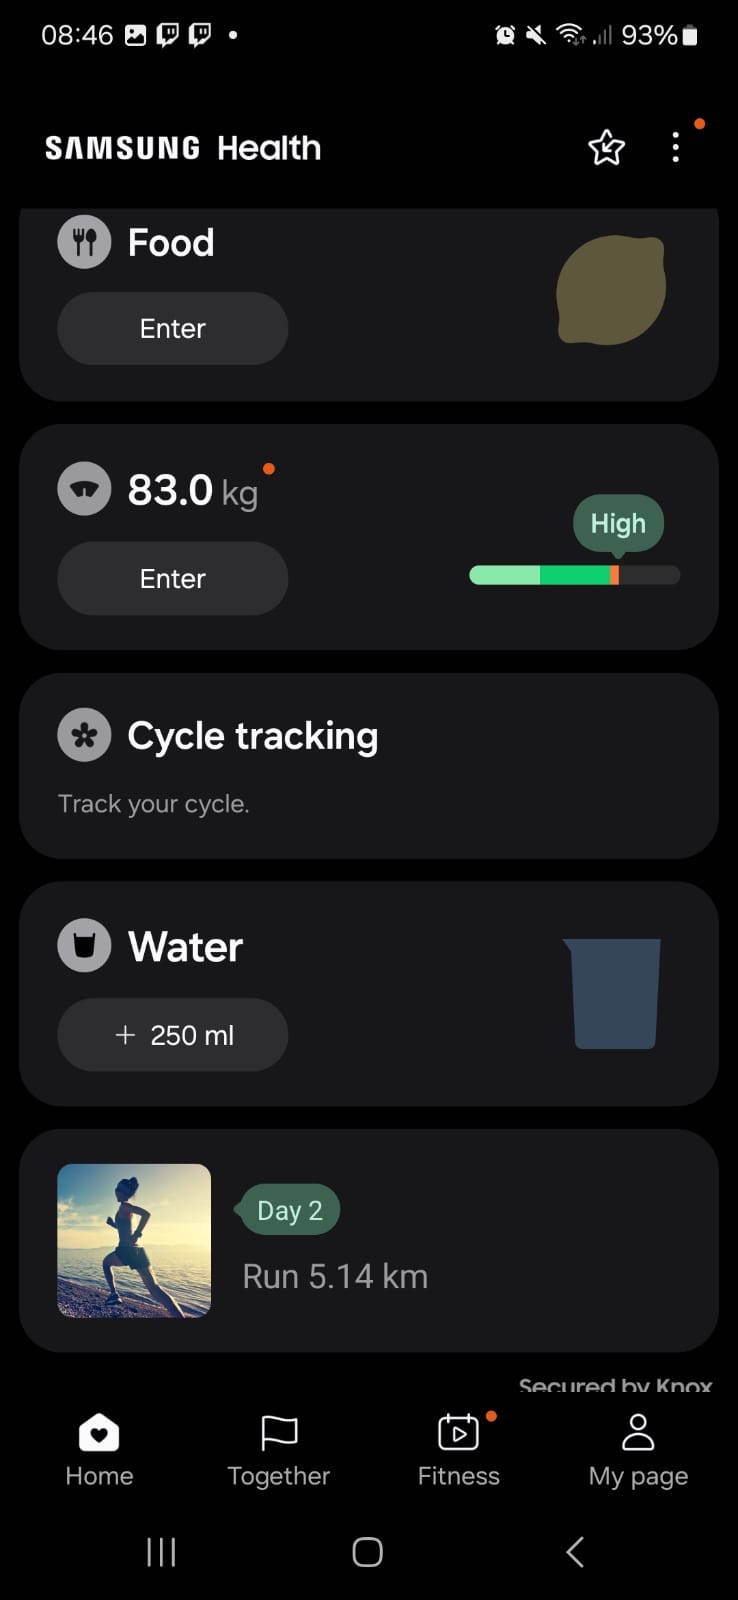 08:46
93%
SAMSUNG Health
Food
Enter
83.0 kg
High
Enter
Cycle tracking
Track your cycle.
Water
+ 250 ml
Day 2
Run 5.14 km
Secured by Knox
Home Together Fitness My page